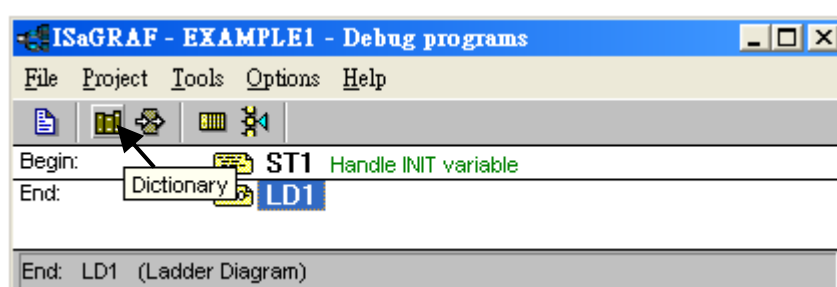 ISaGRAF - EXAMPLE1 - Debug programs
File Project Tools Options Help
Begin: ST1 Handle INIT variable
Dictionary
End: LD1
End: LD1 (Ladder Diagram)